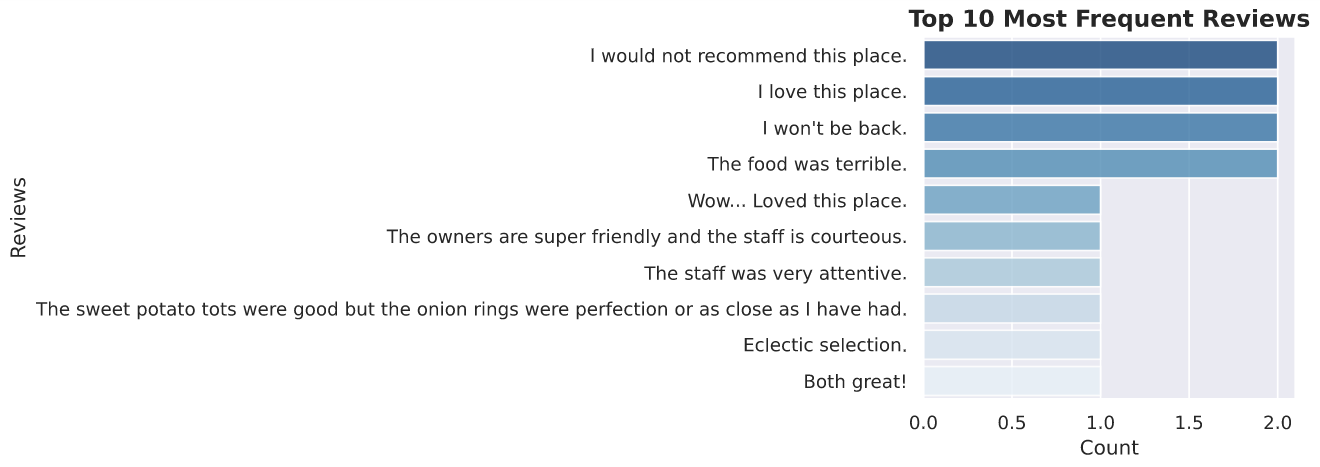 Top 10 Most Frequent Reviews
I would not recommend this place.
I love this place.
I won't be back.
The food was terrible.
Wow... Loved this place.
The owners are super friendly and the staff is courteous.
The staff was very attentive.
The sweet potato tots were good but the onion rings were perfection or as close as I have had.
Eclectic selection.
Both great!
Reviews
0.0 0.5 1.0 1.5 2.0
Count